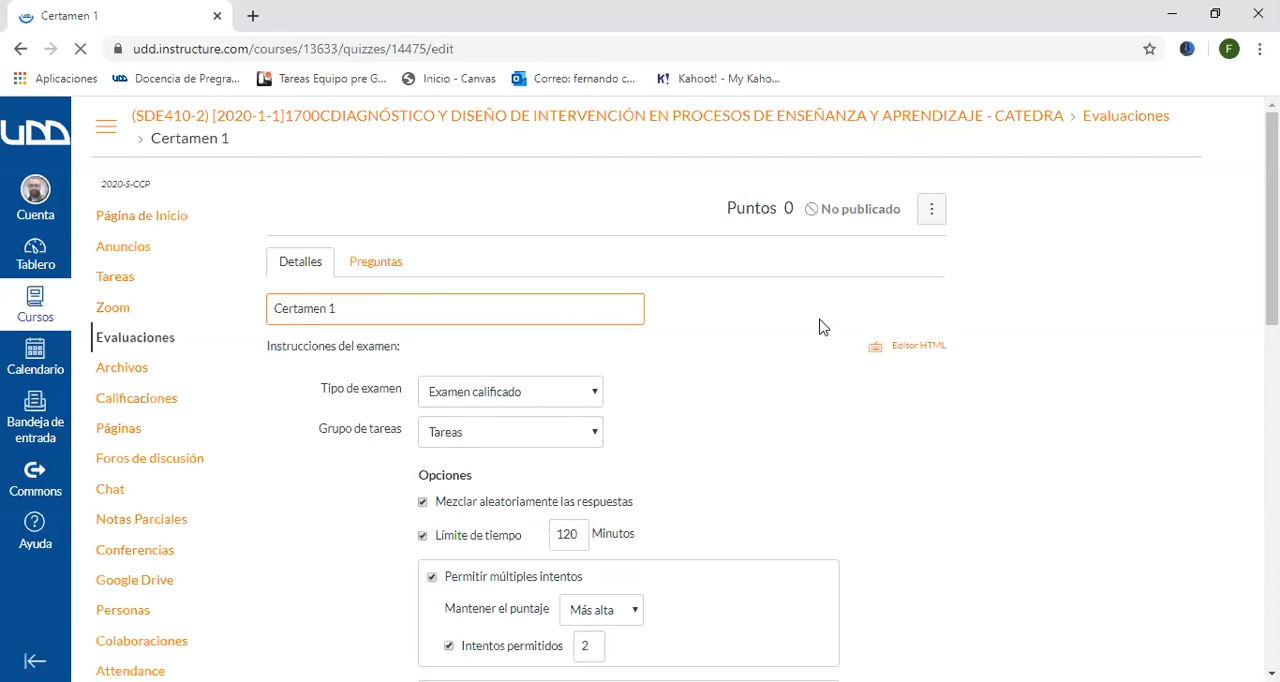 Certamen 1
udd.instructure.com/courses/13633/quizzes/14475/edit
F
Aplicaciones
UDD Docencia de Pregra...
Tareas Equipo pre G...
Inicio - Canvas
Correo: fernando c...
K! Kahoot! - My Kaho...
UDD
(SDE410-2) [2020-1-1]1700CDIAGNÓSTICO Y DISEÑO DE INTERVENCIÓN EN PROCESOS DE ENSEÑANZA Y APRENDIZAJE - CATEDRA › Evaluaciones
› Certamen 1
Cuenta
Tablero
Cursos
Calendario
Bandeja de
entrada
Commons
Ayuda
2020-S-CCP
Página de Inicio
Anuncios
Tareas
Zoom
Evaluaciones
Archivos
Calificaciones
Páginas
Foros de discusión
Chat
Notas Parciales
Conferencias
Google Drive
Personas
Colaboraciones
Attendance
Puntos 0 No publicado
Detalles
Preguntas
Certamen 1
Instrucciones del examen:
Editor HTML
Tipo de examen Examen calificado
Grupo de tareas Tareas
Opciones
Mezclar aleatoriamente las respuestas
Límite de tiempo 120 Minutos
Permitir múltiples intentos
Mantener el puntaje Más alta
Intentos permitidos 2